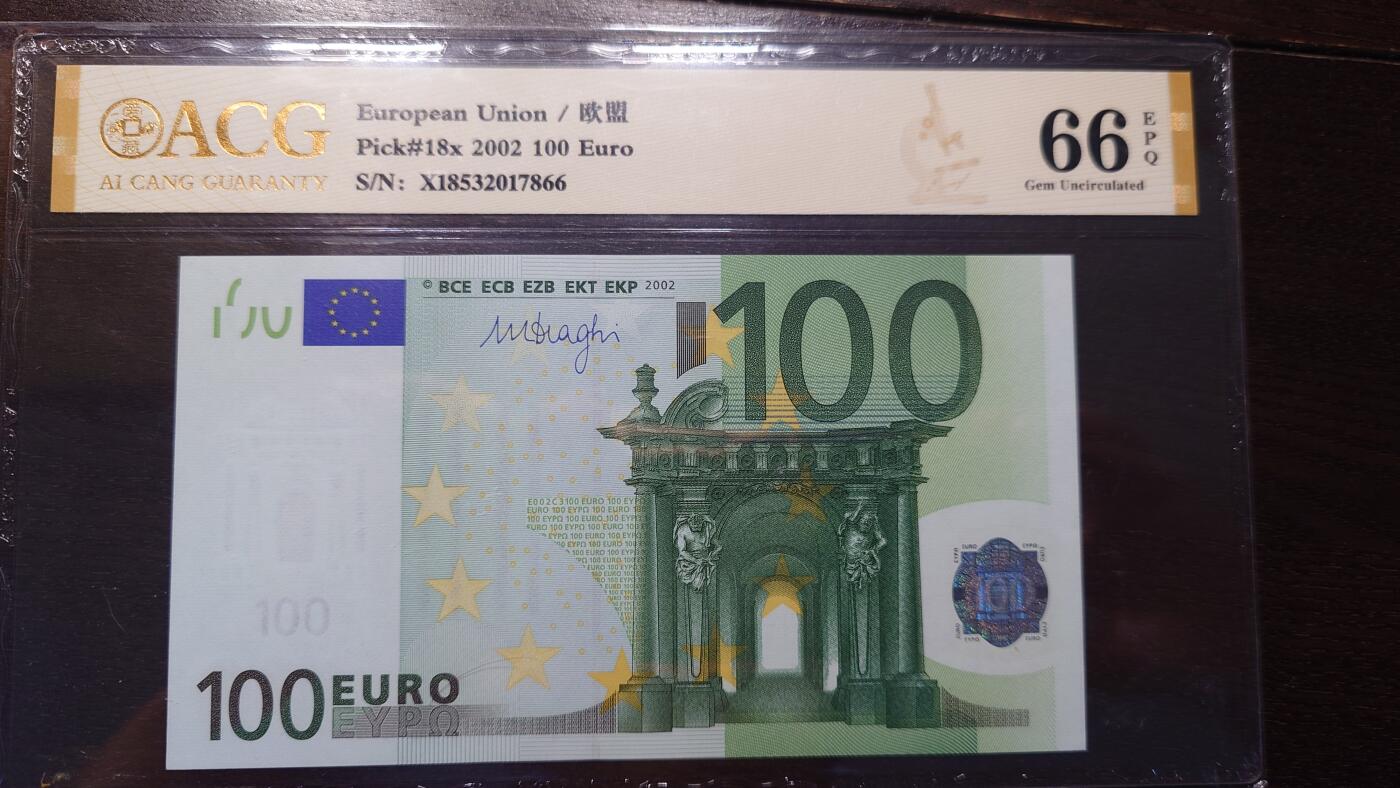 ACG
AI CANG GUARANTY
European Union / 欧盟
Pick#18x 2002 100 Euro
S/N: X18532017866
66
EPQ
Gem Uncirculated
© BCE ECB EZB EKT EKP 2002
MDraghi
100
100
100 EURO
ΕΥΡΩ